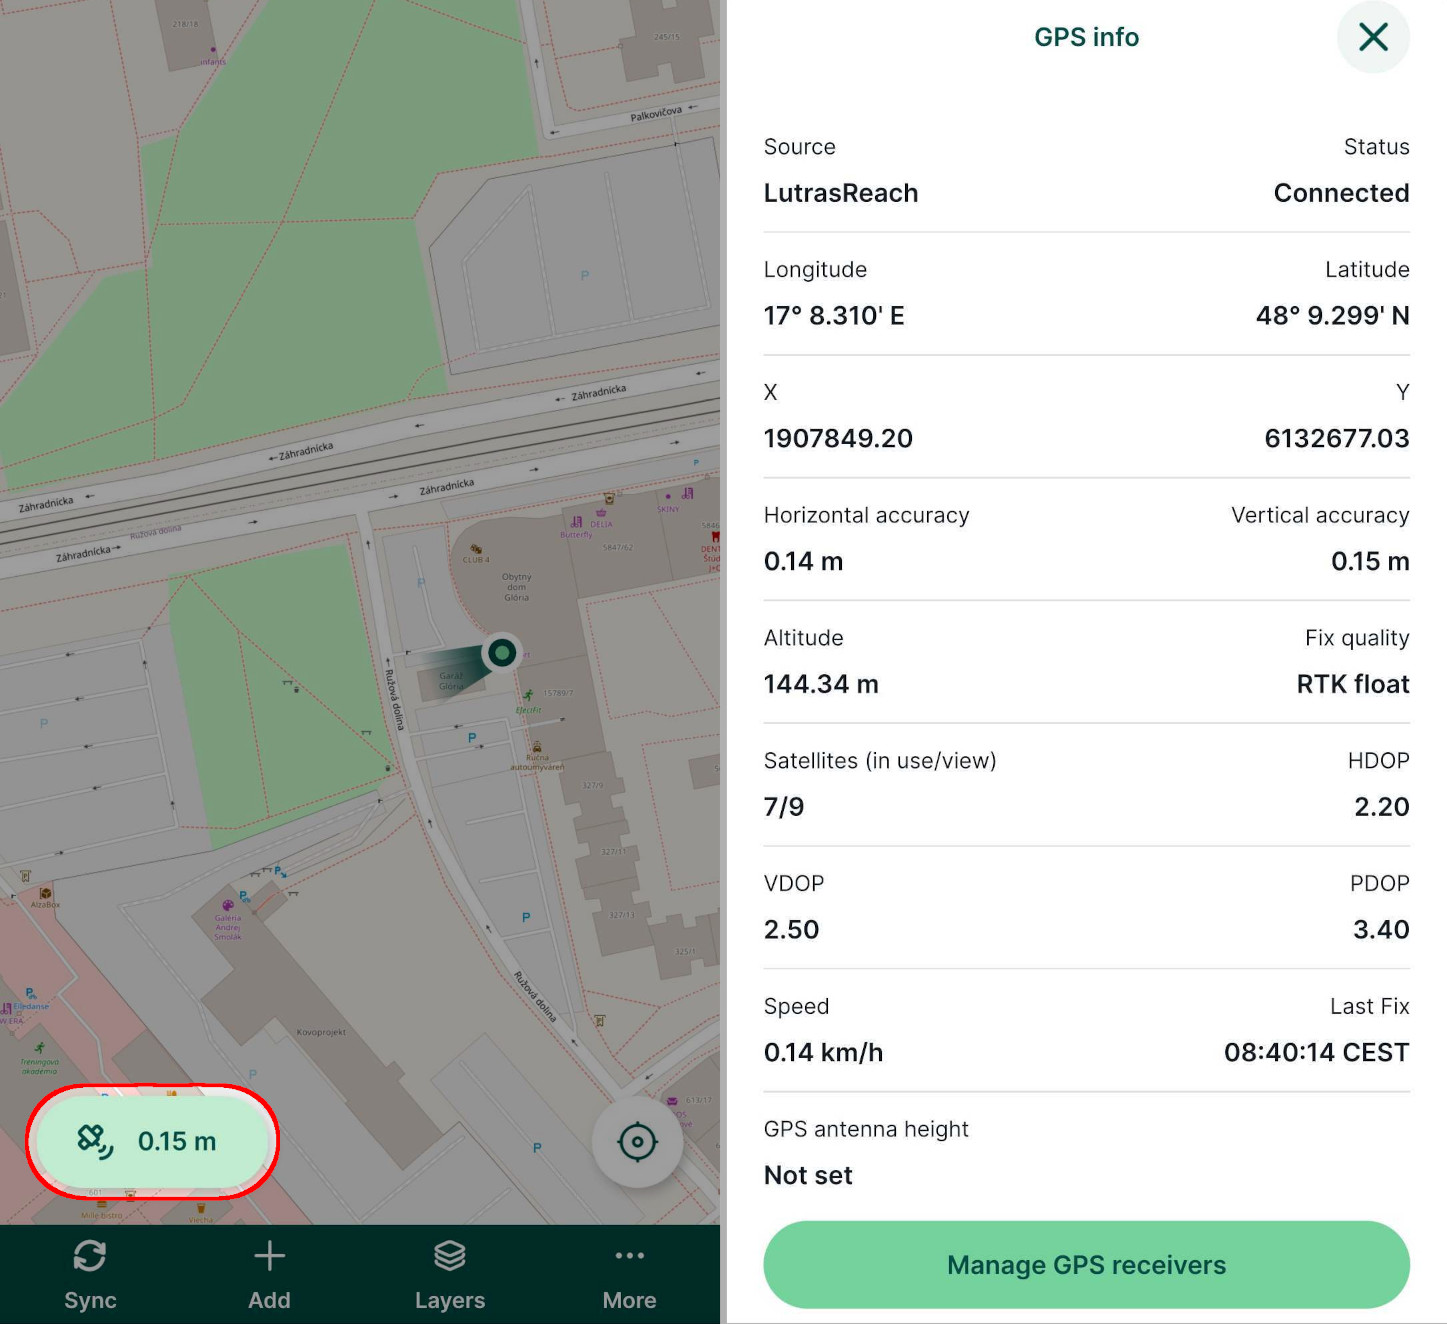 218/18
infants
245/15
Palkovičova
P
Záhradnícka
Záhradnícka
Záhradnícka
Záhradnícka
Záhradnícka
Ružová dolina
P
SKINY
DELIA
Butterfly
5847/62
CLUB 4
P
Obytný
dom
Glória
Garáž
Glória
15789/7
EfectFit
Ružová dolina
P
P
Ručná
autoumyváreň
327/9
327/11
P
P
AlzaBox
Galéria
Andrej
Smolák
P
327/13
325/1
P
Elledanse
Ružová dolina
Kovoprojekt
Tréningová
akadémia
P
P
613/17
0.15 m
P
601
Mille bistro
Viecha
Sync
Add
Layers
More
GPS info
Source
Status
LutrasReach
Connected
Longitude
Latitude
17° 8.310' E
48° 9.299' N
X
Y
1907849.20
6132677.03
Horizontal accuracy
Vertical accuracy
0.14 m
0.15 m
Altitude
Fix quality
144.34 m
RTK float
Satellites (in use/view)
HDOP
7/9
2.20
VDOP
PDOP
2.50
3.40
Speed
Last Fix
0.14 km/h
08:40:14 CEST
GPS antenna height
Not set
Manage GPS receivers